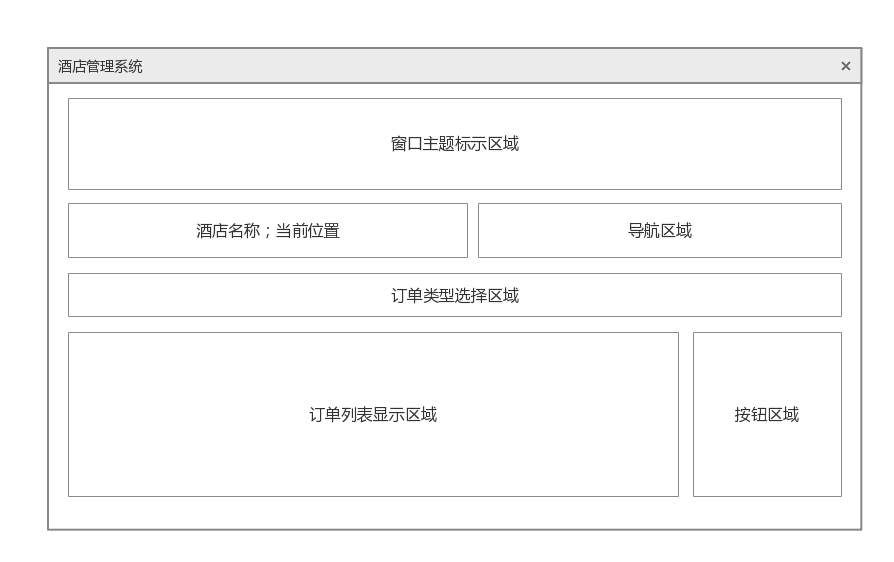 酒店管理系统
×
窗口主题标示区域
酒店名称；当前位置
导航区域
订单类型选择区域
订单列表显示区域
按钮区域